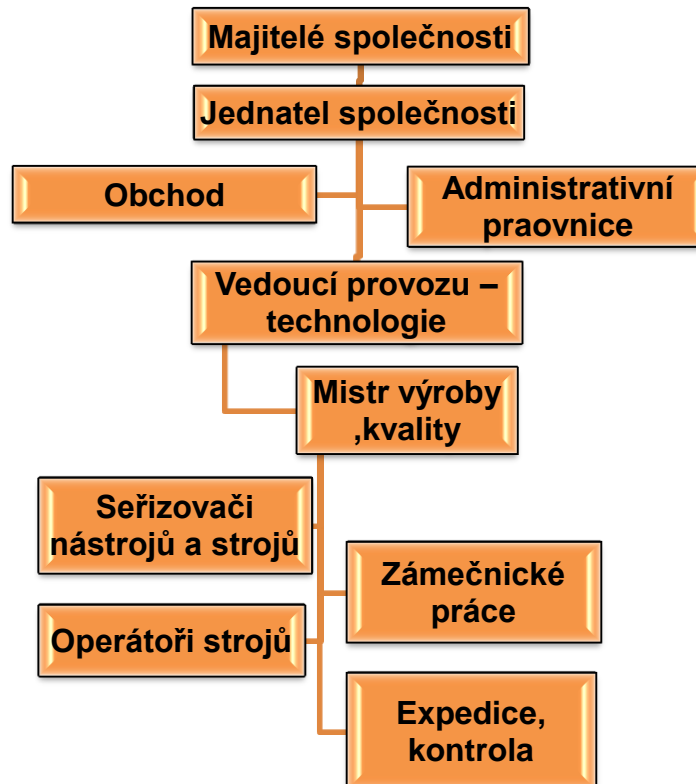 Majitelé společnosti
Jednatel společnosti
Obchod
Administrativní
praovnice
Vedoucí provozu –
technologie
Mistr výroby
,kvality
Seřizovači
nástrojů a strojů
Zámečnické
práce
Operátoři strojů
Expedice,
kontrola